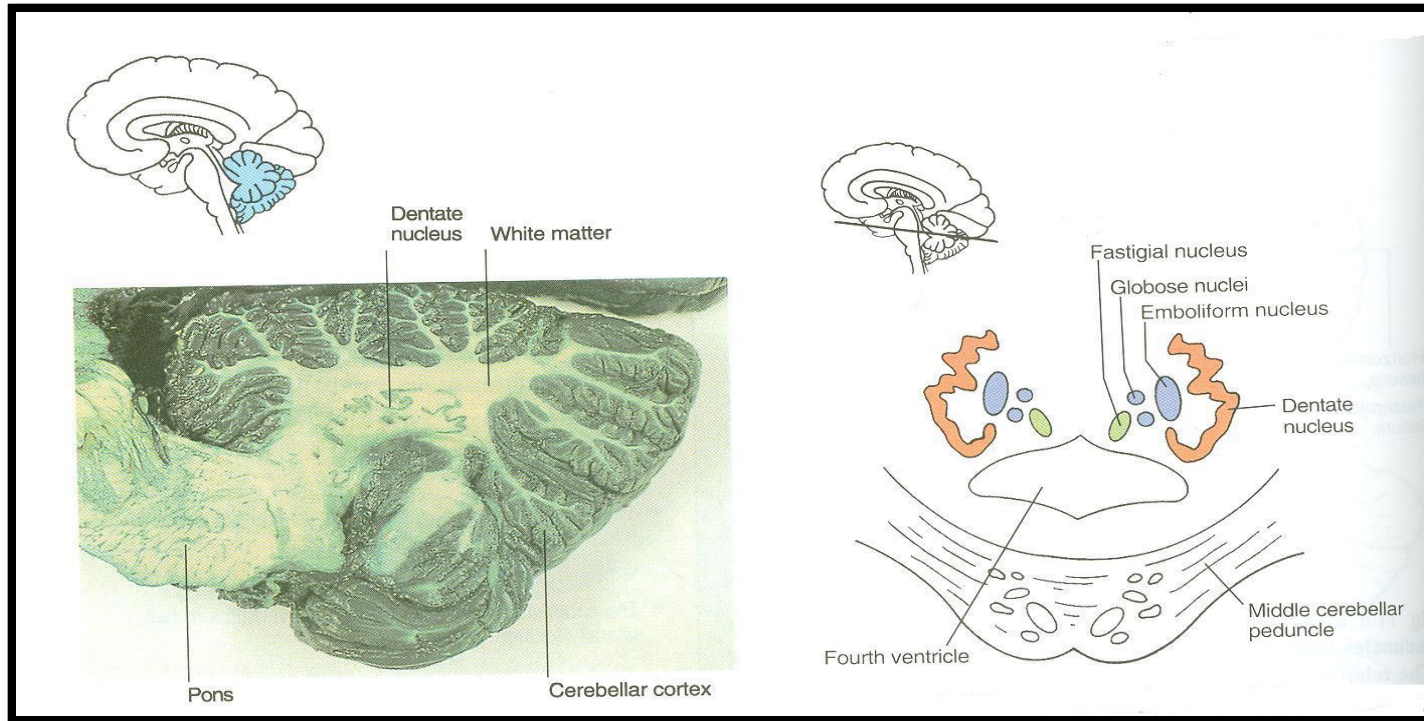 Dentate
nucleus
White matter
Pons
Cerebellar cortex
Fastigial nucleus
Globose nuclei
Emboliform nucleus
Dentate
nucleus
Middle cerebellar
peduncle
Fourth ventricle